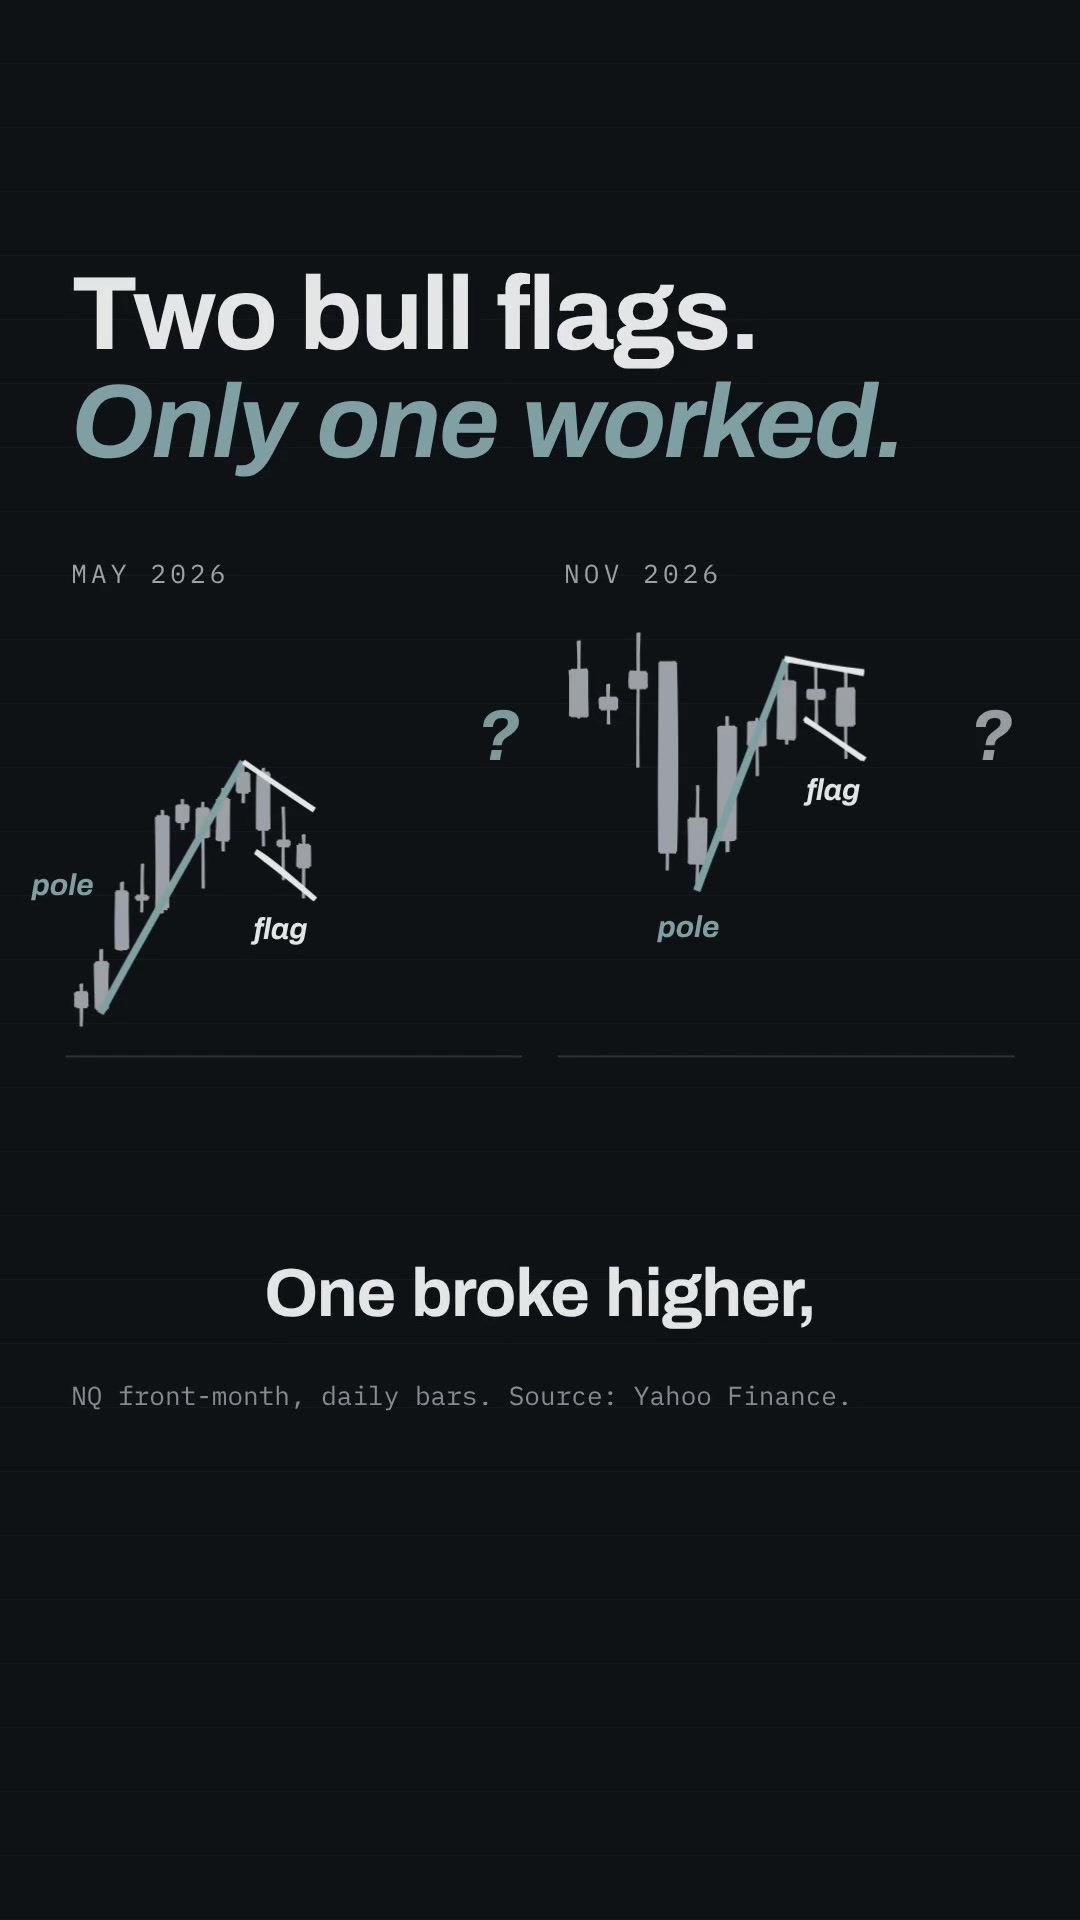 Two bull flags.
Only one worked.
MAY 2026
NOV 2026
?
?
flag
pole
flag
pole
One broke higher,
NQ front-month, daily bars. Source: Yahoo Finance.